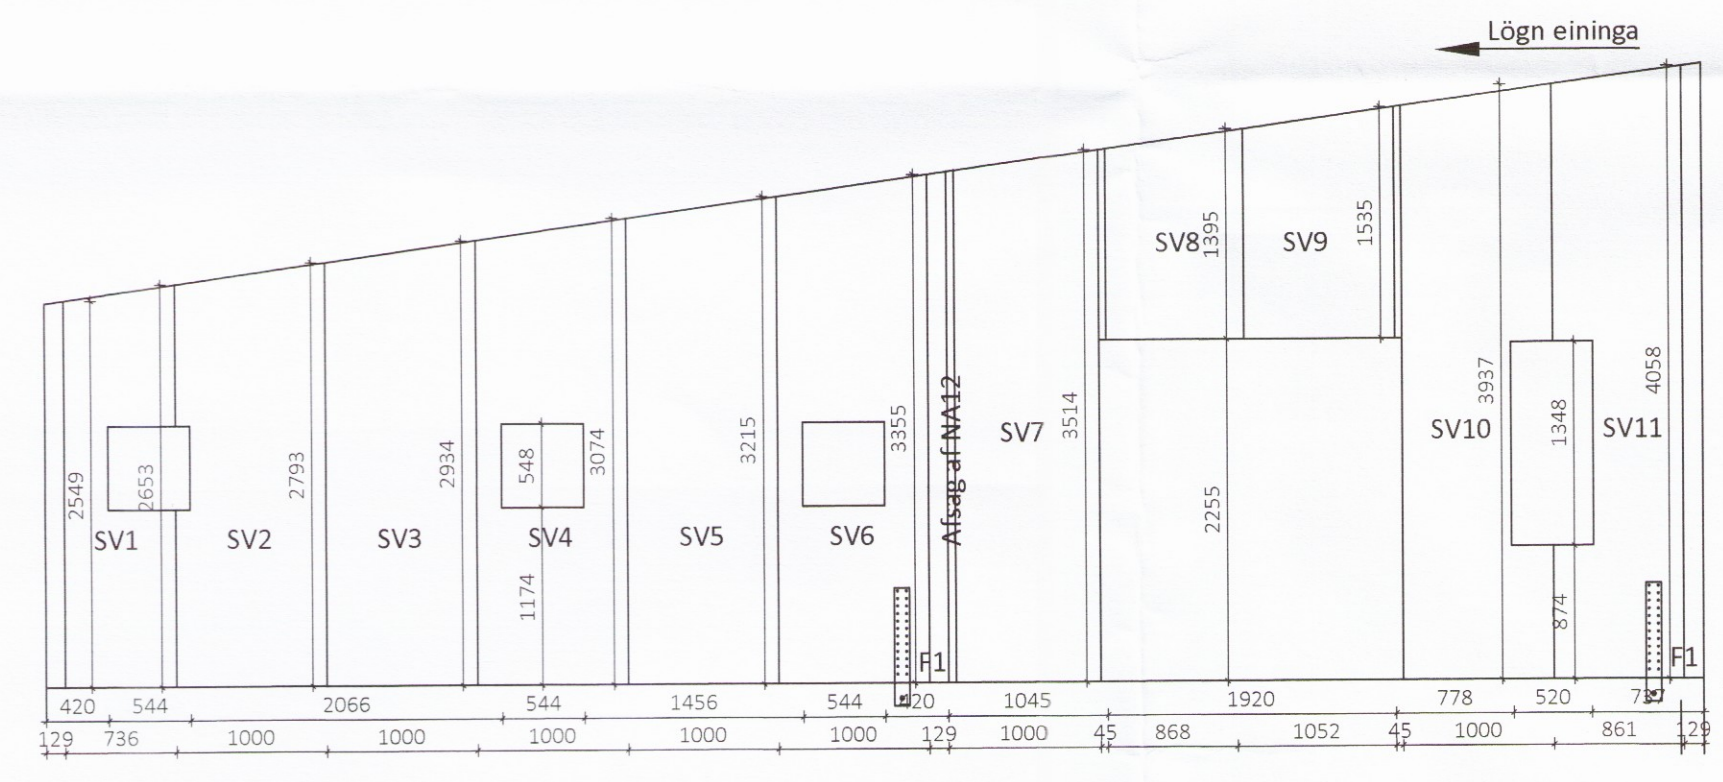 Lögn eininga
SV8
1395
SV9
1535
2549
2653
2793
2934
548
3074
3215
3355
Afsag af NA12
SV7
3514
2255
3937
SV10
1348
4058
SV11
SV1
SV2
SV3
SV4
SV5
SV6
1174
874
F1
F1
420 544 2066 544 1456 544 420 1045 1920 778 520 737
129 736 1000 1000 1000 1000 1000 129 1000 45 868 1052 45 1000 861 129